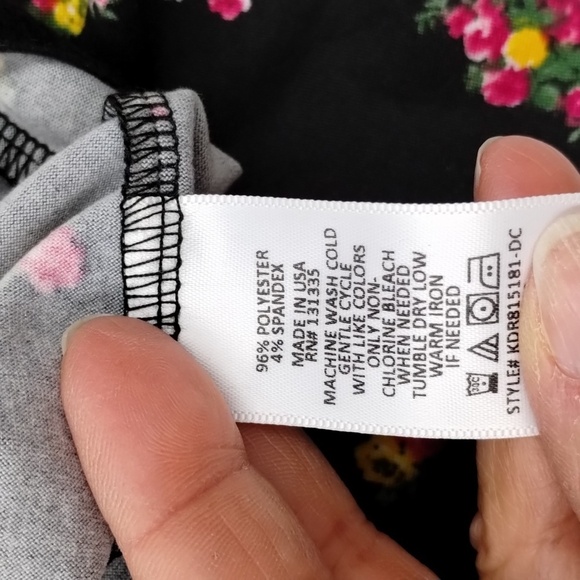 96% POLYESTER
4% SPANDEX
MADE IN USA
RN# 131335
MACHINE WASH COLD
GENTLE CYCLE
WITH LIKE COLORS
ONLY NON-
CHLORINE BLEACH
WHEN NEEDED
TUMBLE DRY LOW
WARM IRON
IF NEEDED
STYLE# KDR815181-DC